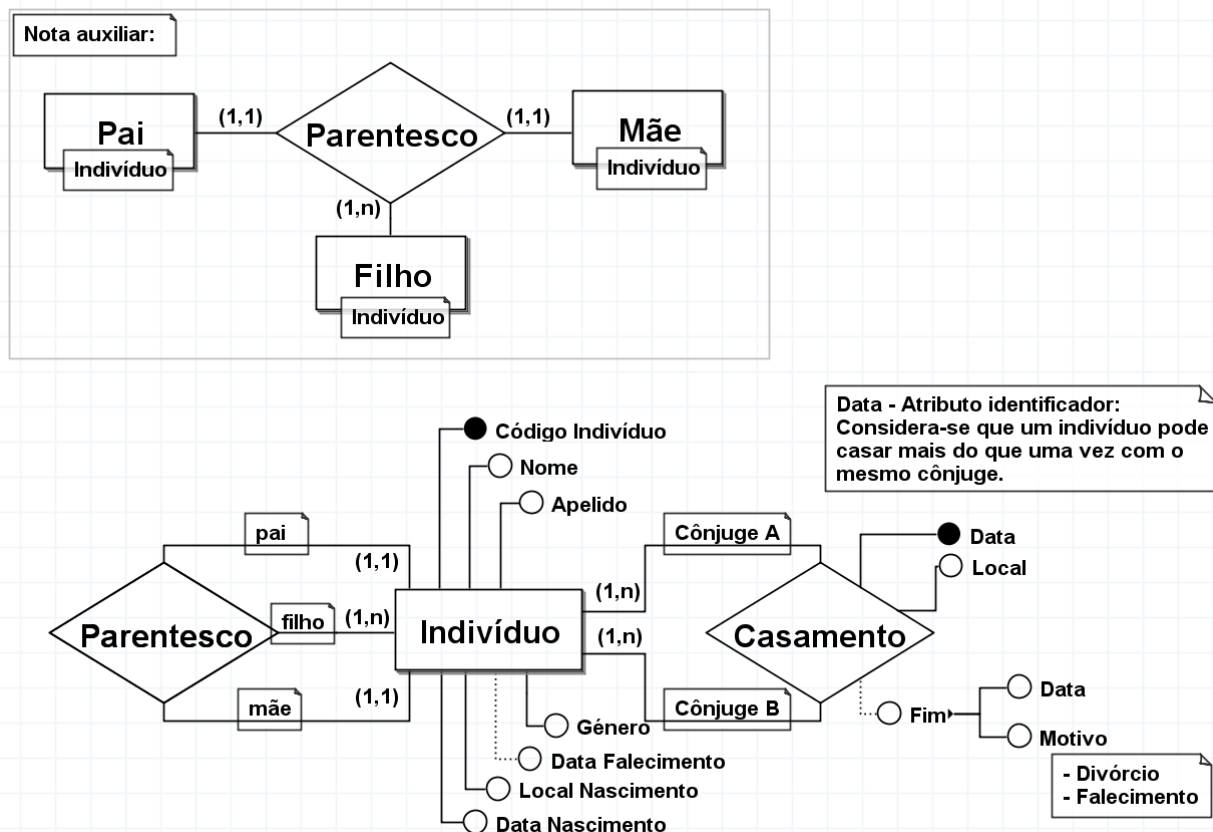 Nota auxiliar:
Pai
Indivíduo
(1,1)
Parentesco
(1,1)
Mãe
Indivíduo
(1,n)
Filho
Indivíduo
Data - Atributo identificador:
Considera-se que um indivíduo pode
casar mais do que uma vez com o
mesmo cônjuge.
Código Indivíduo
Nome
Apelido
pai
(1,1)
Parentesco
filho
(1,n)
mãe
(1,1)
Indivíduo
Cônjuge A
(1,n)
(1,n)
Cônjuge B
Casamento
Data
Local
Fim
Data
Motivo
- Divórcio
- Falecimento
Género
Data Falecimento
Local Nascimento
Data Nascimento